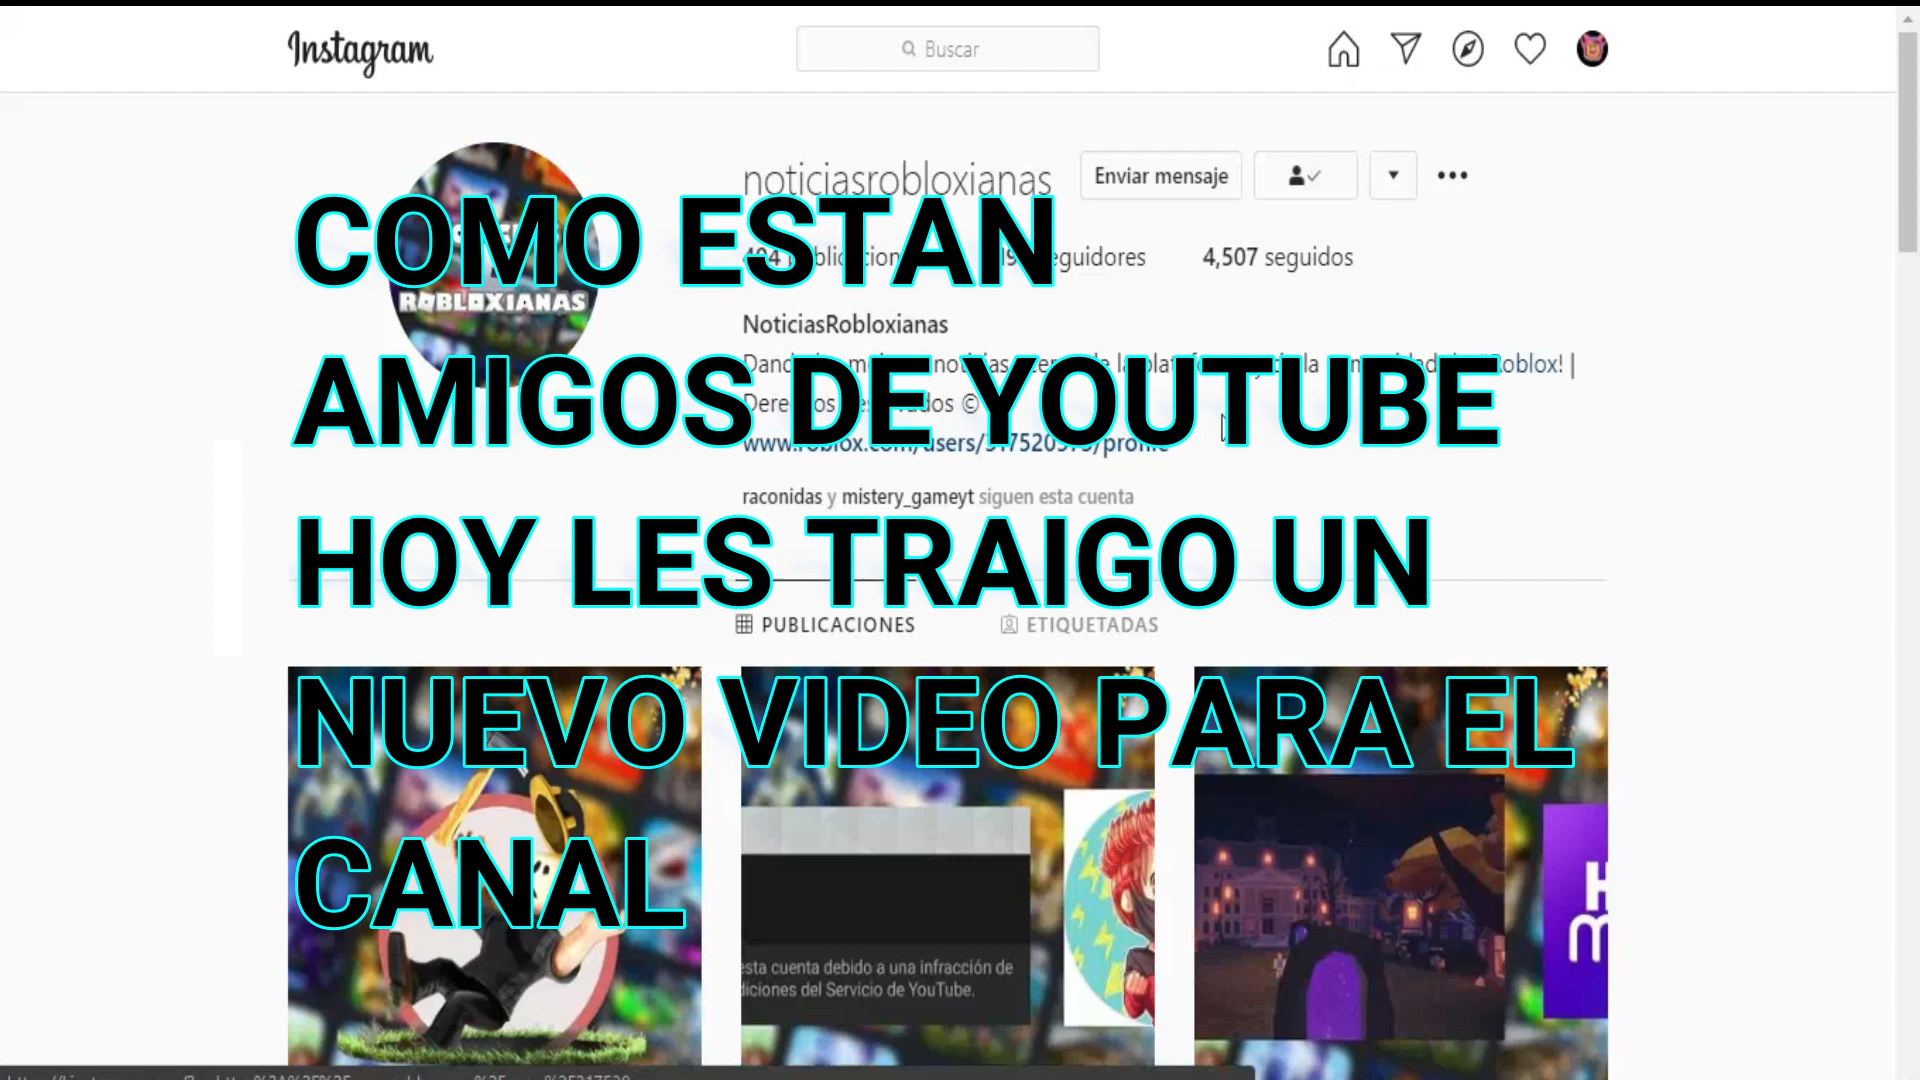 Instagram
Buscar
noticiasrobloxianas
Enviar mensaje
COMO ESTAN
4,507 seguidos
ROBLOXIANAS
NoticiasRobloxianas
AMIGOS DE YOUTUBE
raconidas y mistery_gameyt siguen esta cuenta
HOY LES TRAIGO UN
PUBLICACIONES
ETIQUETADAS
NUEVO VIDEO PARA EL
CANAL
esta cuenta debido a una infracción de
diciones del Servicio de YouTube.